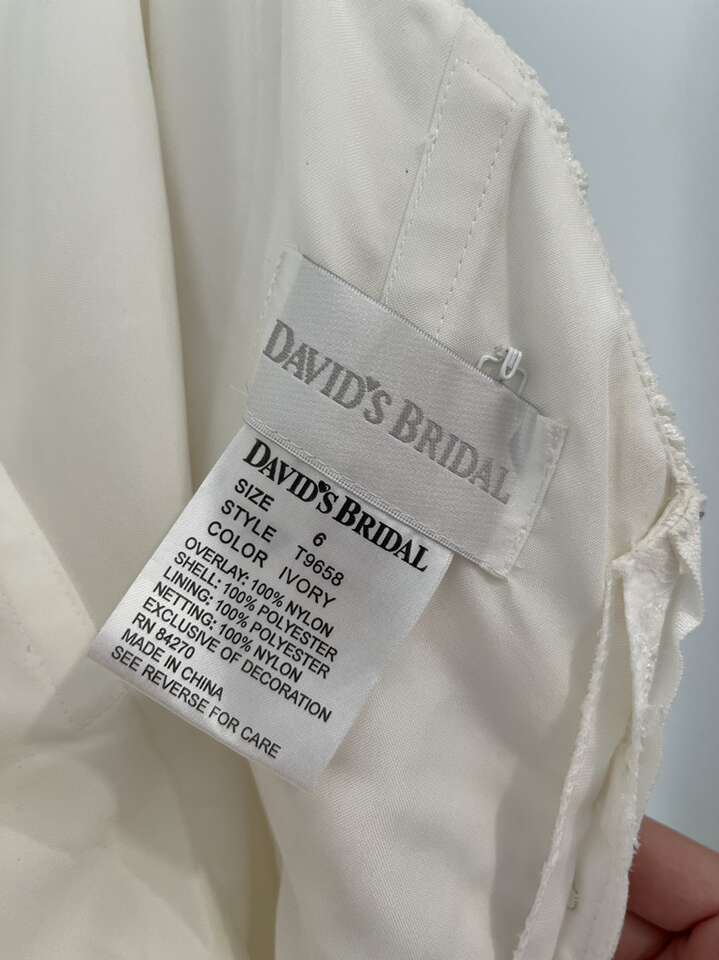 DAVID'S BRIDAL
DAVID'S BRIDAL
SIZE 6
STYLE T9658
COLOR IVORY
OVERLAY: 100% NYLON
SHELL: 100% POLYESTER
LINING: 100% POLYESTER
NETTING: 100% NYLON
EXCLUSIVE OF DECORATION
RN 84270
MADE IN CHINA
SEE REVERSE FOR CARE